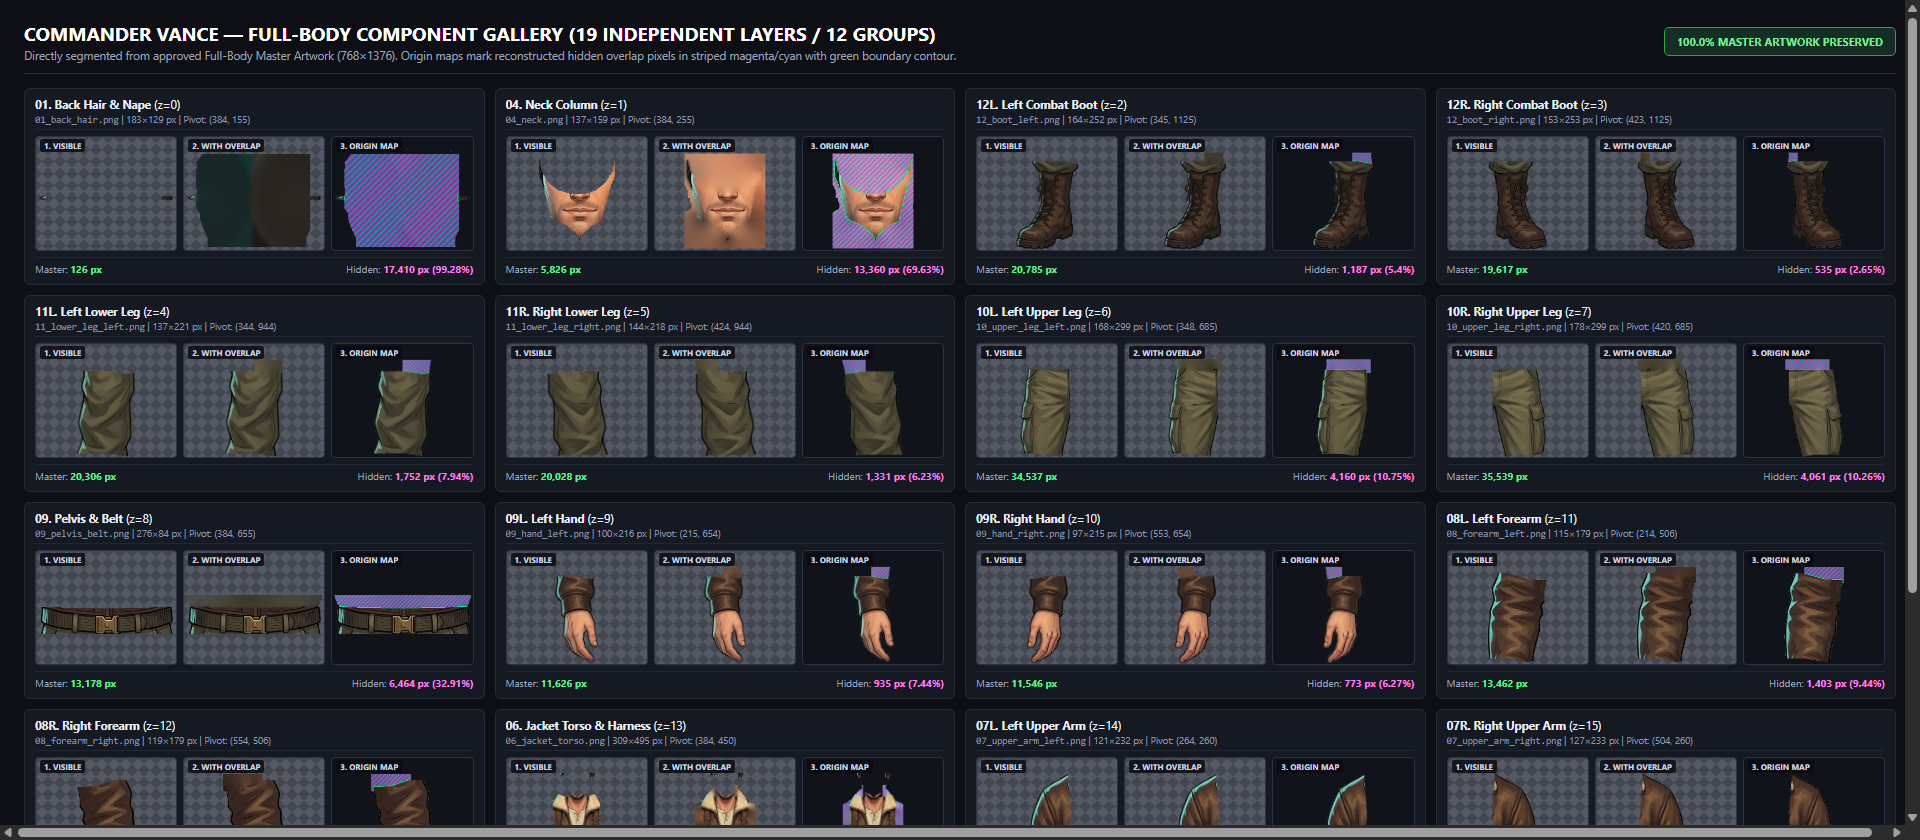 COMMANDER VANCE — FULL-BODY COMPONENT GALLERY (19 INDEPENDENT LAYERS / 12 GROUPS)
Directly segmented from approved Full-Body Master Artwork (768×1376). Origin maps mark reconstructed hidden overlap pixels in striped magenta/cyan with green boundary contour.
100.0% MASTER ARTWORK PRESERVED
01. Back Hair & Nape (z=0)
01_back_hair.png | 183×129 px | Pivot: (384, 155)
1. VISIBLE
2. WITH OVERLAP
3. ORIGIN MAP
Master: 126 px
Hidden: 17,410 px (99.28%)
04. Neck Column (z=1)
04_neck.png | 137×159 px | Pivot: (384, 255)
1. VISIBLE
2. WITH OVERLAP
3. ORIGIN MAP
Master: 5,826 px
Hidden: 13,360 px (69.63%)
12L. Left Combat Boot (z=2)
12_boot_left.png | 164×252 px | Pivot: (345, 1125)
1. VISIBLE
2. WITH OVERLAP
3. ORIGIN MAP
Master: 20,785 px
Hidden: 1,187 px (5.4%)
12R. Right Combat Boot (z=3)
12_boot_right.png | 153×253 px | Pivot: (423, 1125)
1. VISIBLE
2. WITH OVERLAP
3. ORIGIN MAP
Master: 19,617 px
Hidden: 535 px (2.65%)
11L. Left Lower Leg (z=4)
11_lower_leg_left.png | 137×221 px | Pivot: (344, 944)
1. VISIBLE
2. WITH OVERLAP
3. ORIGIN MAP
Master: 20,306 px
Hidden: 1,752 px (7.94%)
11R. Right Lower Leg (z=5)
11_lower_leg_right.png | 144×218 px | Pivot: (424, 944)
1. VISIBLE
2. WITH OVERLAP
3. ORIGIN MAP
Master: 20,028 px
Hidden: 1,331 px (6.23%)
10L. Left Upper Leg (z=6)
10_upper_leg_left.png | 168×299 px | Pivot: (348, 685)
1. VISIBLE
2. WITH OVERLAP
3. ORIGIN MAP
Master: 34,537 px
Hidden: 4,160 px (10.75%)
10R. Right Upper Leg (z=7)
10_upper_leg_right.png | 178×299 px | Pivot: (420, 685)
1. VISIBLE
2. WITH OVERLAP
3. ORIGIN MAP
Master: 35,539 px
Hidden: 4,061 px (10.26%)
09. Pelvis & Belt (z=8)
09_pelvis_belt.png | 276×84 px | Pivot: (384, 655)
1. VISIBLE
2. WITH OVERLAP
3. ORIGIN MAP
Master: 13,178 px
Hidden: 6,464 px (32.91%)
09L. Left Hand (z=9)
09_hand_left.png | 100×216 px | Pivot: (215, 654)
1. VISIBLE
2. WITH OVERLAP
3. ORIGIN MAP
Master: 11,626 px
Hidden: 935 px (7.44%)
09R. Right Hand (z=10)
09_hand_right.png | 97×215 px | Pivot: (553, 654)
1. VISIBLE
2. WITH OVERLAP
3. ORIGIN MAP
Master: 11,546 px
Hidden: 773 px (6.27%)
08L. Left Forearm (z=11)
08_forearm_left.png | 115×179 px | Pivot: (214, 506)
1. VISIBLE
2. WITH OVERLAP
3. ORIGIN MAP
Master: 13,462 px
Hidden: 1,403 px (9.44%)
08R. Right Forearm (z=12)
08_forearm_right.png | 119×179 px | Pivot: (554, 506)
1. VISIBLE
2. WITH OVERLAP
3. ORIGIN MAP
06. Jacket Torso & Harness (z=13)
06_jacket_torso.png | 309×495 px | Pivot: (384, 450)
1. VISIBLE
2. WITH OVERLAP
3. ORIGIN MAP
07L. Left Upper Arm (z=14)
07_upper_arm_left.png | 121×232 px | Pivot: (264, 260)
1. VISIBLE
2. WITH OVERLAP
3. ORIGIN MAP
07R. Right Upper Arm (z=15)
07_upper_arm_right.png | 127×233 px | Pivot: (504, 260)
1. VISIBLE
2. WITH OVERLAP
3. ORIGIN MAP